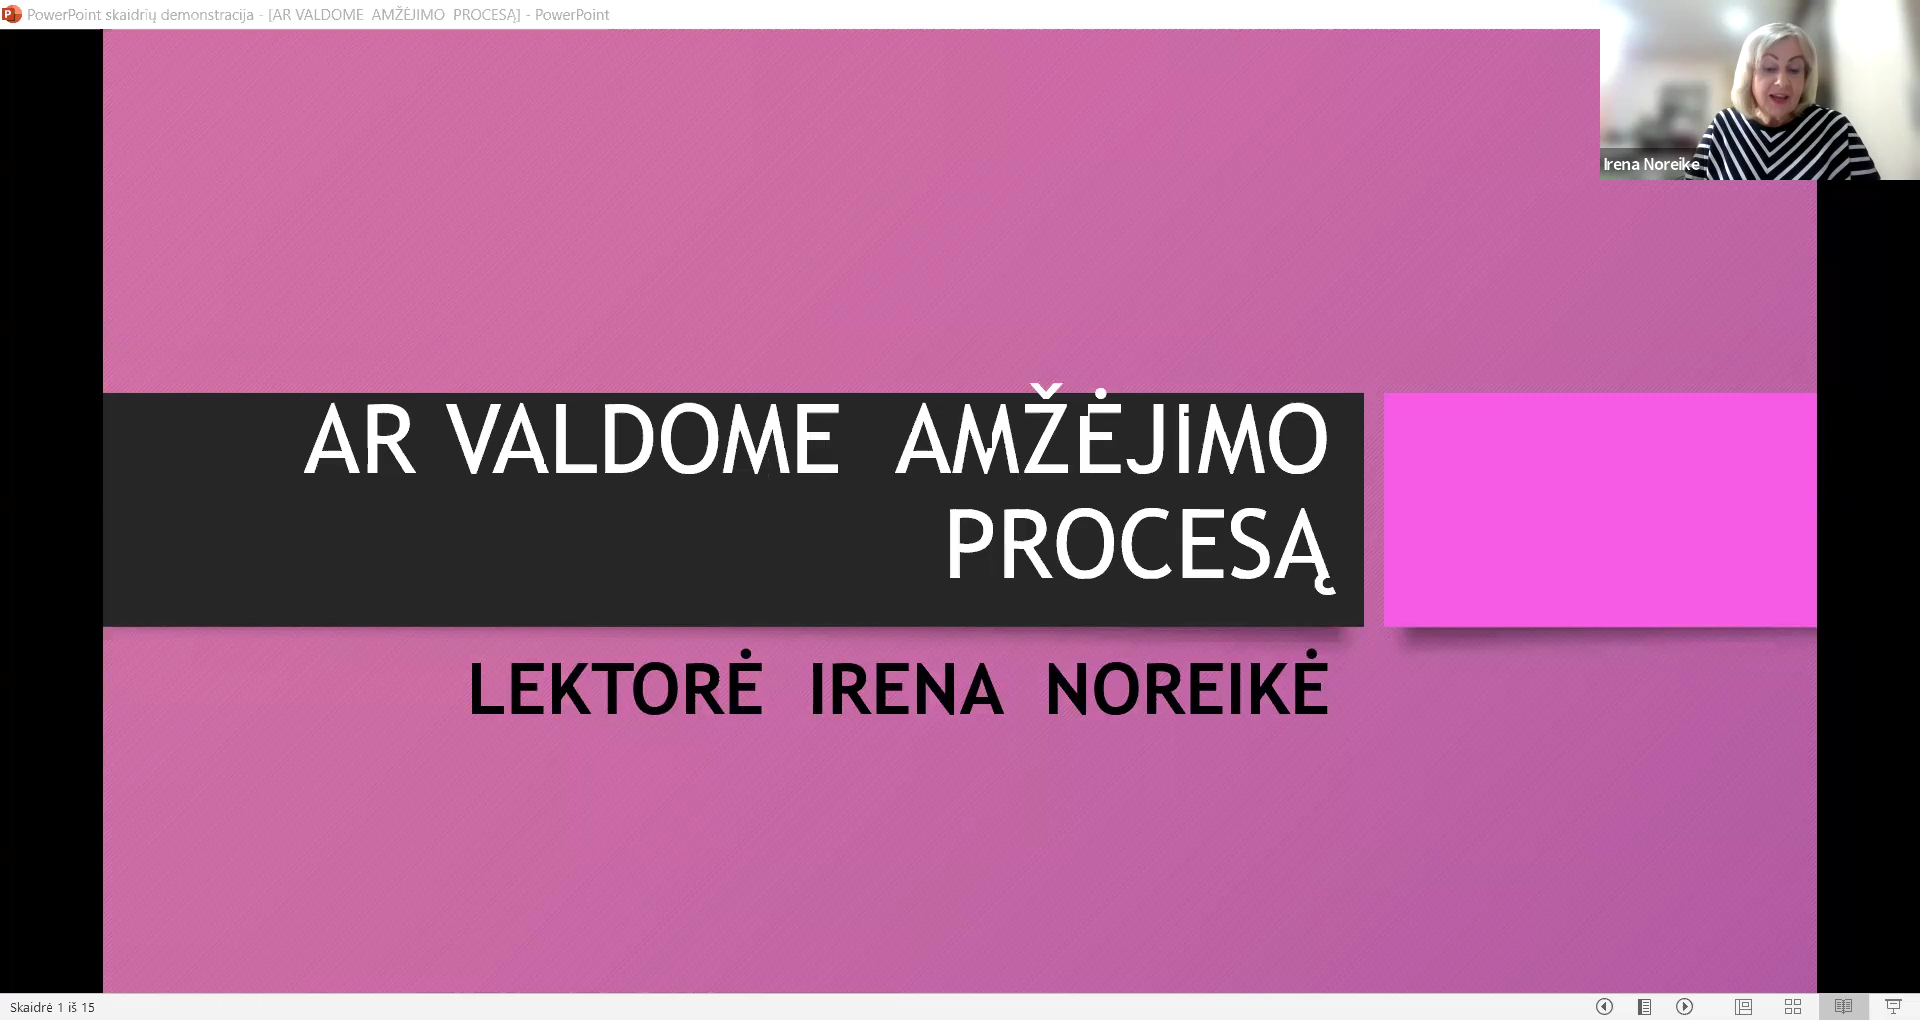 PowerPoint skaidrių demonstracija - [AR VALDOME  AMŽĖJIMO  PROCESĄ] - PowerPoint
Irena Noreike
AR VALDOME  AMŽĖJIMO
PROCESĄ
LEKTORĖ  IRENA  NOREIKĖ
Skaidrė 1 iš 15